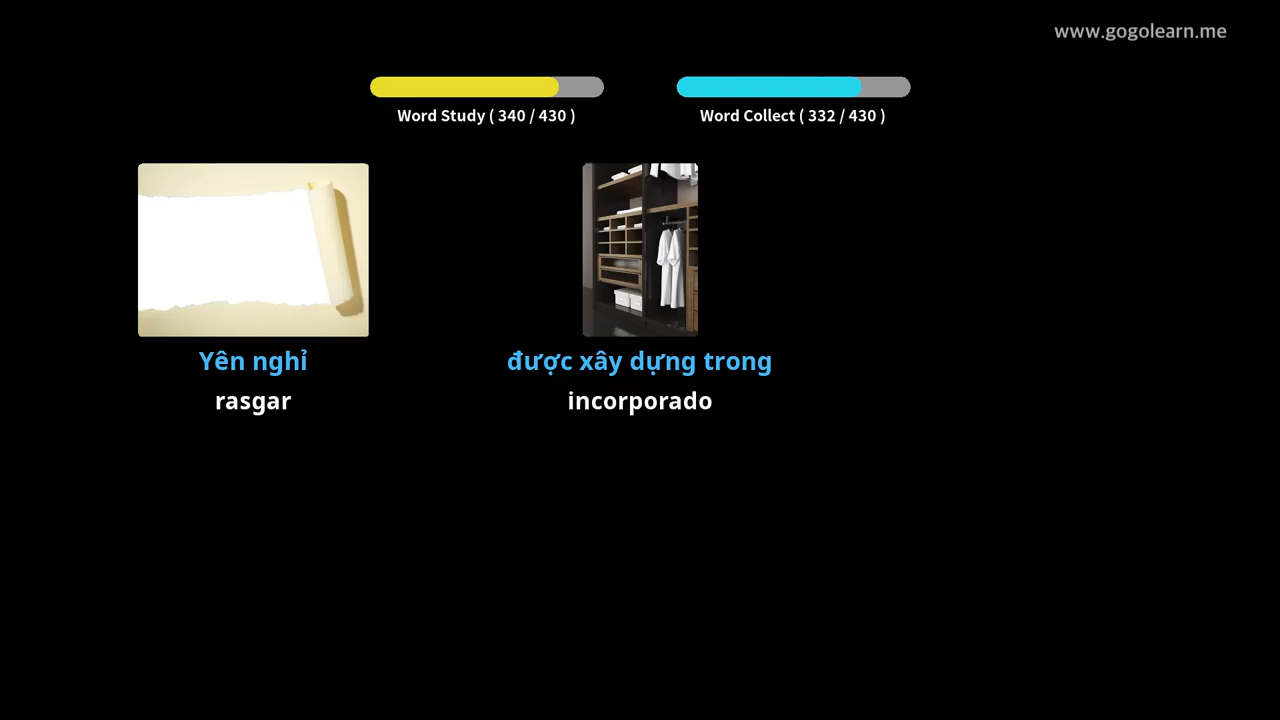 www.gogolearn.me
Word Study ( 340 / 430 )
Word Collect ( 332 / 430 )
Yên nghỉ
rasgar
được xây dựng trong
incorporado